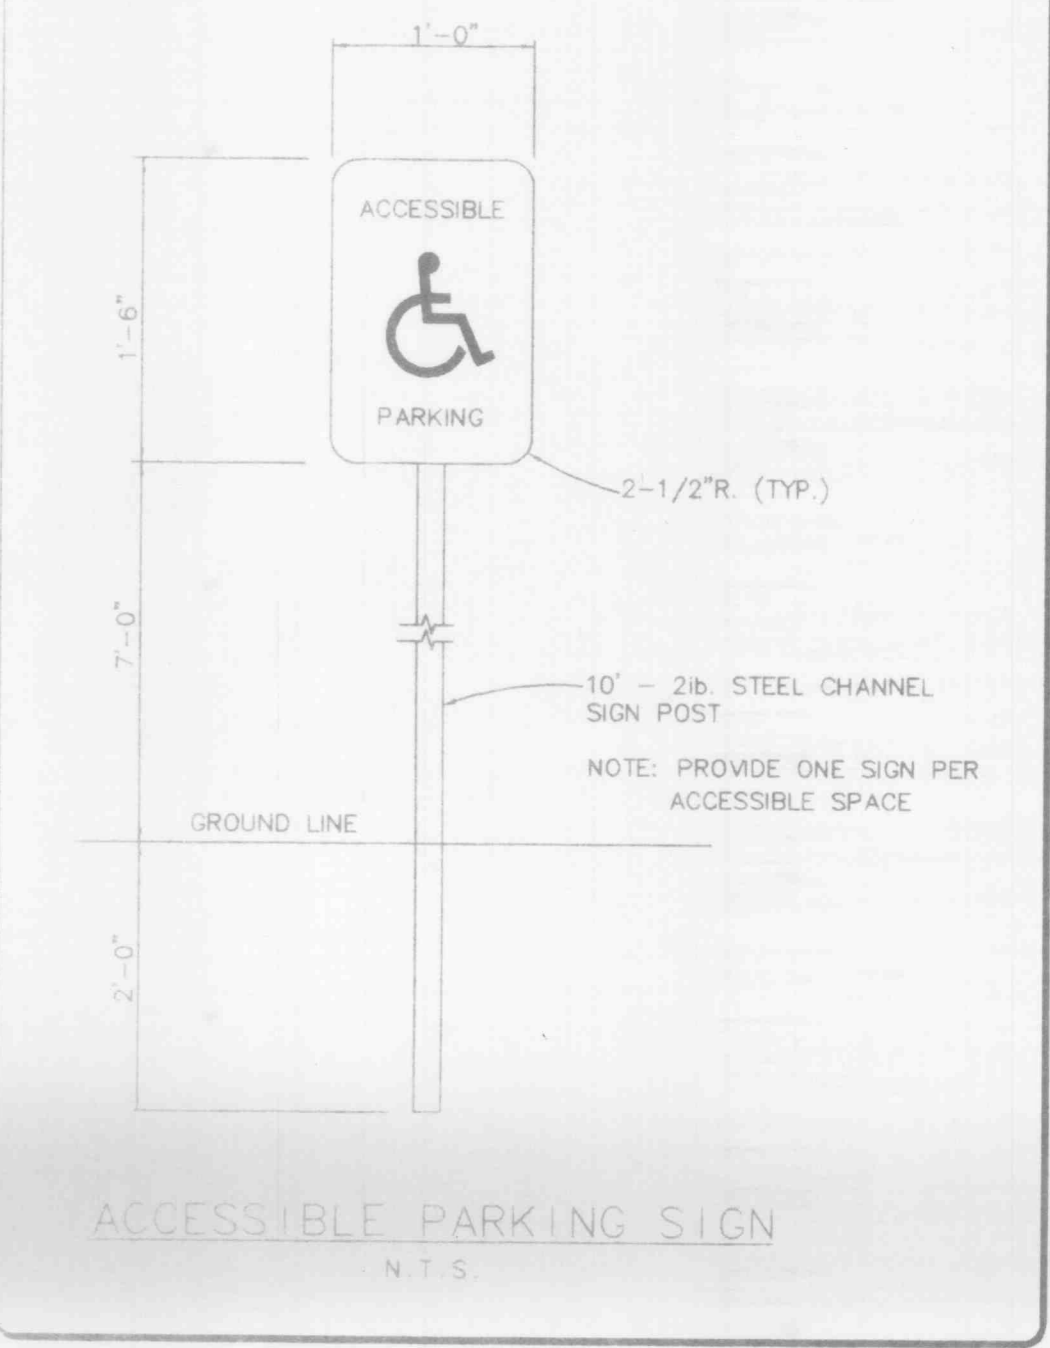 1'-0"
ACCESSIBLE
1'-6"
PARKING
2-1/2"R. (TYP.)
7'-0"
10' - 2ib. STEEL CHANNEL
SIGN POST
NOTE: PROVIDE ONE SIGN PER
ACCESSIBLE SPACE
GROUND LINE
2'-0"
ACCESSIBLE PARKING SIGN
N.T.S.